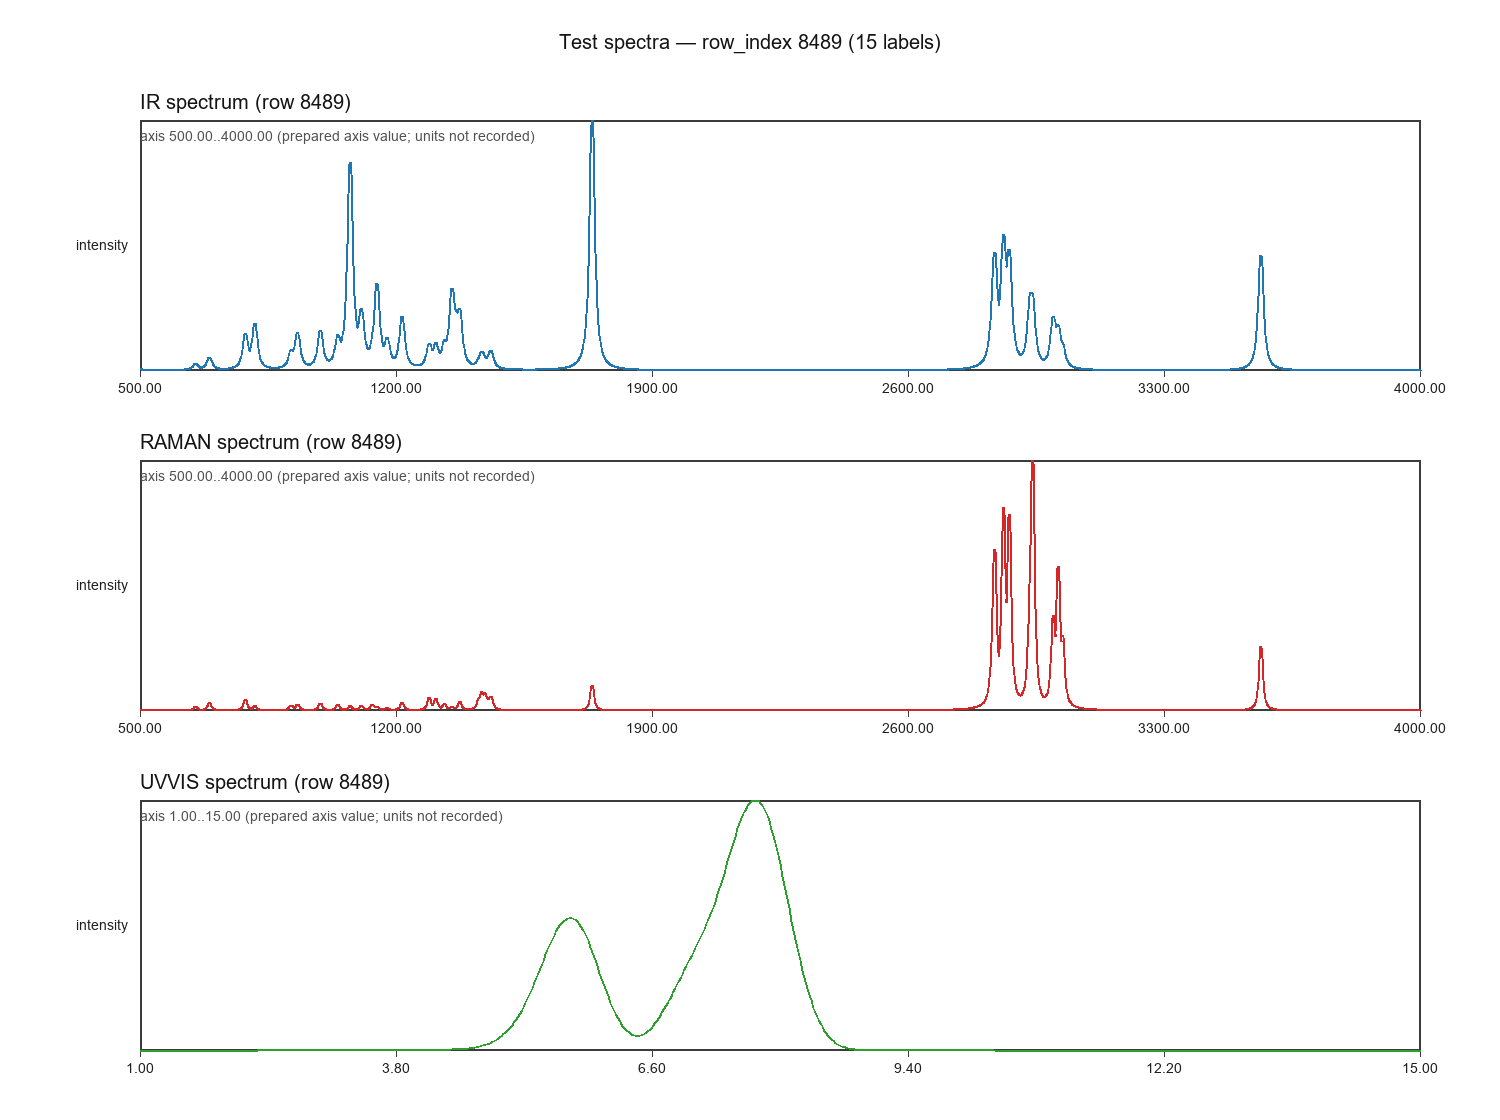 Test spectra — row_index 8489 (15 labels)
IR spectrum (row 8489)
axis 500.00..4000.00 (prepared axis value; units not recorded)
intensity
500.00 1200.00 1900.00 2600.00 3300.00 4000.00
RAMAN spectrum (row 8489)
axis 500.00..4000.00 (prepared axis value; units not recorded)
intensity
500.00 1200.00 1900.00 2600.00 3300.00 4000.00
UVVIS spectrum (row 8489)
axis 1.00..15.00 (prepared axis value; units not recorded)
intensity
1.00 3.80 6.60 9.40 12.20 15.00